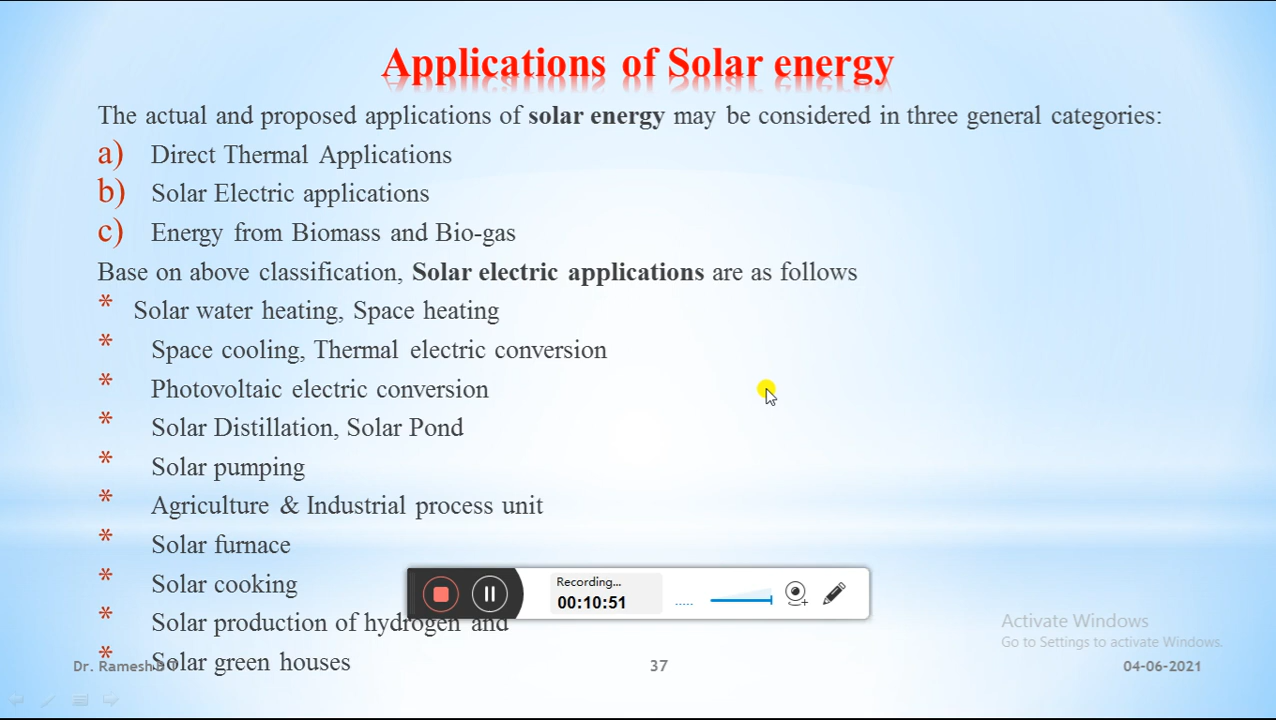 Applications of Solar energy
The actual and proposed applications of solar energy may be considered in three general categories:
a) Direct Thermal Applications
b) Solar Electric applications
c) Energy from Biomass and Bio-gas
Base on above classification, Solar electric applications are as follows
* Solar water heating, Space heating
* Space cooling, Thermal electric conversion
* Photovoltaic electric conversion
* Solar Distillation, Solar Pond
* Solar pumping
* Agriculture & Industrial process unit
* Solar furnace
* Solar cooking
Recording...
00:10:51
* Solar production of hydrogen and
Activate Windows
Go to Settings to activate Windows.
* Solar green houses
Dr. Ramesh
37
04-06-2021